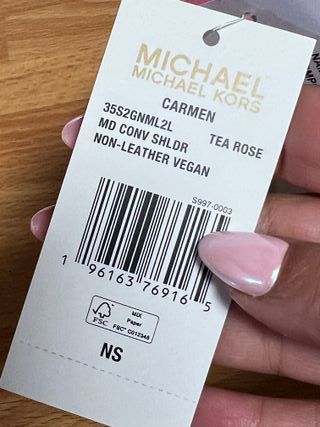 MICHAEL
MICHAEL KORS
CARMEN
35S2GNML2L
MD CONV SHLDR TEA ROSE
NON-LEATHER VEGAN
S997-0003
1 96163 76916 5
FSC
MIX
Paper
FSC® C012348
NS